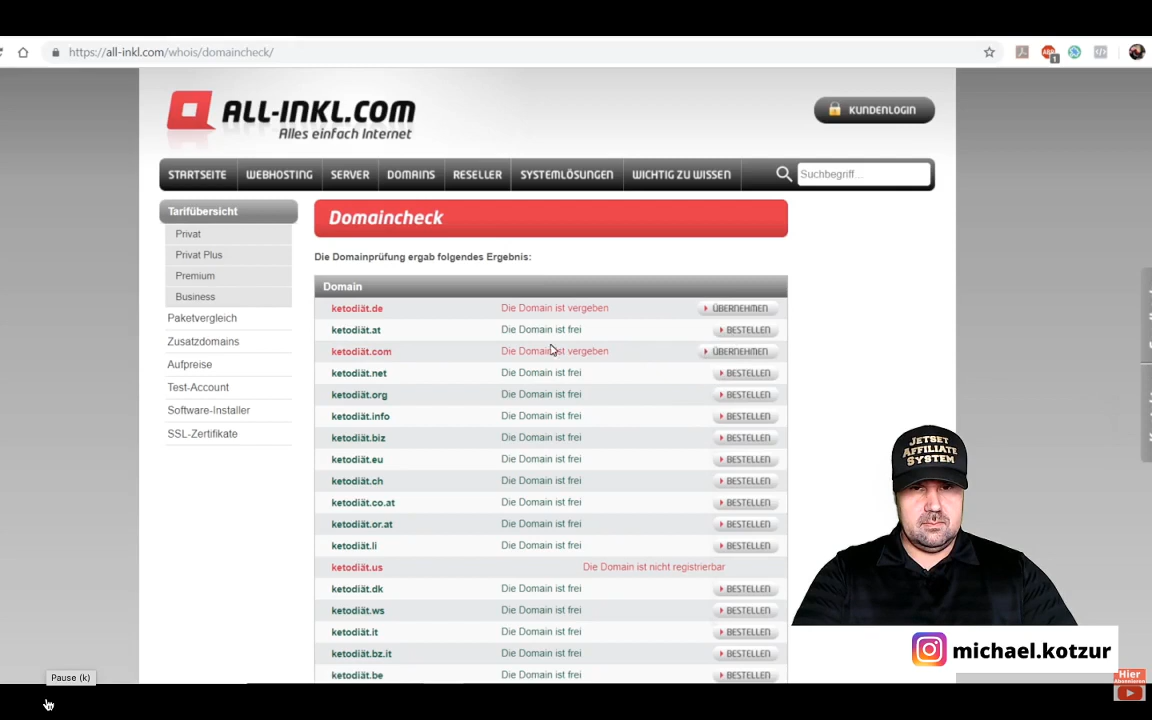 https://all-inkl.com/whois/domaincheck/
ABP
1
ALL-INKL.COM
Alles einfach Internet
KUNDENLOGIN
STARTSEITE WEBHOSTING SERVER DOMAINS RESELLER SYSTEMLÖSUNGEN WICHTIG ZU WISSEN Suchbegriff...
Tarifübersicht
Privat
Privat Plus
Premium
Business
Paketvergleich
Zusatzdomains
Aufpreise
Test-Account
Software-Installer
SSL-Zertifikate
Domaincheck
Die Domainprüfung ergab folgendes Ergebnis:
Domain
ketodiät.de Die Domain ist vergeben ÜBERNEHMEN
ketodiät.at Die Domain ist frei BESTELLEN
ketodiät.com Die Domain ist vergeben ÜBERNEHMEN
ketodiät.net Die Domain ist frei BESTELLEN
ketodiät.org Die Domain ist frei BESTELLEN
ketodiät.info Die Domain ist frei BESTELLEN
ketodiät.biz Die Domain ist frei BESTELLEN
ketodiät.eu Die Domain ist frei BESTELLEN
ketodiät.ch Die Domain ist frei BESTELLEN
ketodiät.co.at Die Domain ist frei BESTELLEN
ketodiät.or.at Die Domain ist frei BESTELLEN
ketodiät.li Die Domain ist frei BESTELLEN
ketodiät.us Die Domain ist nicht registrierbar
ketodiät.dk Die Domain ist frei BESTELLEN
ketodiät.ws Die Domain ist frei BESTELLEN
ketodiät.it Die Domain ist frei BESTELLEN
ketodiät.bz.it Die Domain ist frei BESTELLEN
ketodiät.be Die Domain ist frei BESTELLEN
JETSET
AFFILIATE
SYSTEM
michael.kotzur
Hier
Abonnieren
Pause (k)